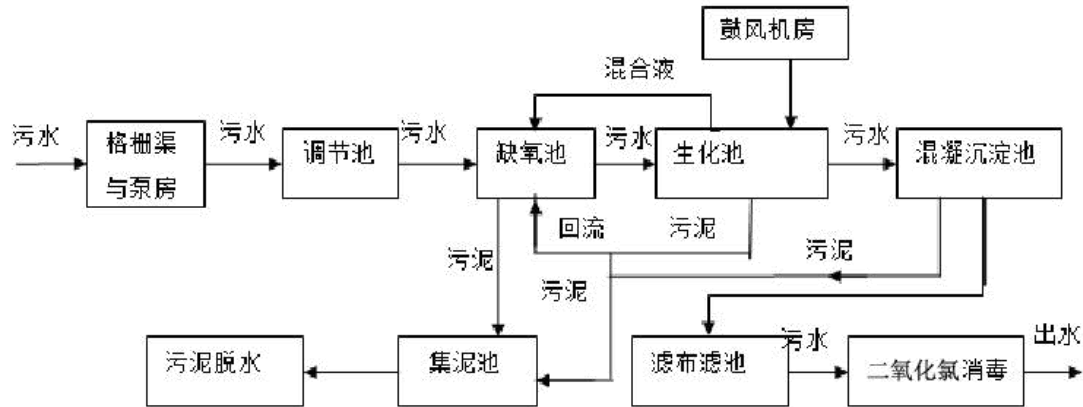 鼓风机房
混合液
污水
格栅渠
与泵房
污水
调节池
污水
缺氧池
污水
生化池
污水
混凝沉淀池
回流
污泥
污泥
污泥
污泥
污泥脱水
集泥池
滤布滤池
污水
二氧化氯消毒
出水